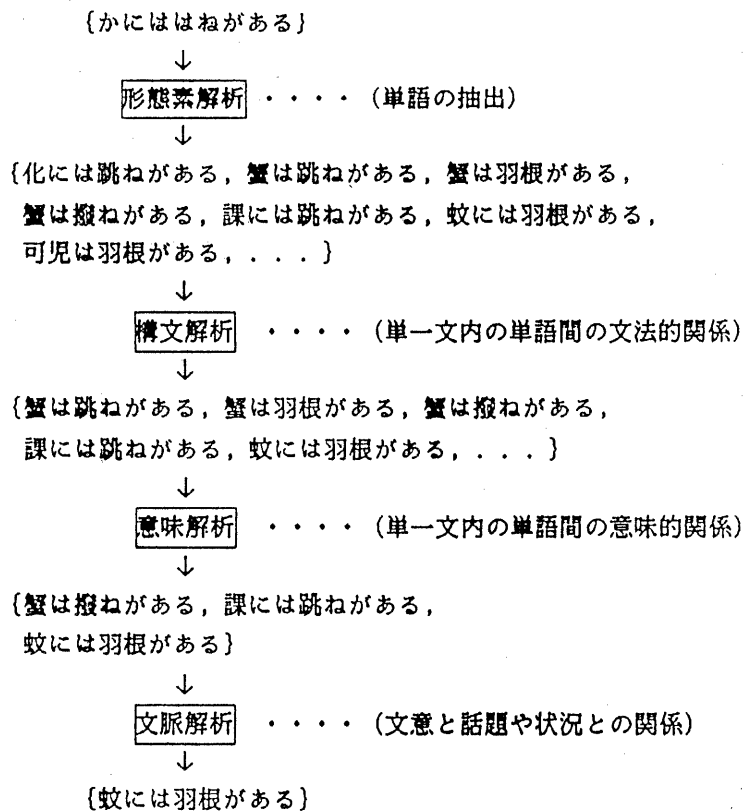 {かにははねがある}
↓
形態素解析 ・・・・ (単語の抽出)
↓
{化には跳ねがある, 蟹は跳ねがある, 蟹は羽根がある,
蟹は撥ねがある, 課には跳ねがある, 蚊には羽根がある,
可児は羽根がある, . . . }
↓
構文解析 ・・・・ (単一文内の単語間の文法的関係)
↓
{蟹は跳ねがある, 蟹は羽根がある, 蟹は撥ねがある,
課には跳ねがある, 蚊には羽根がある, . . . }
↓
意味解析 ・・・・ (単一文内の単語間の意味的関係)
↓
{蟹は撥ねがある, 課には跳ねがある,
蚊には羽根がある}
↓
文脈解析 ・・・・ (文意と話題や状況との関係)
↓
{蚊には羽根がある}